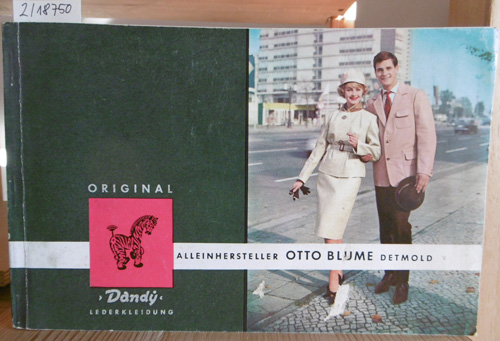 2/18750
ORIGINAL
ALLEINHERSTELLER OTTO BLUME DETMOLD
›Dandy‹
LEDERKLEIDUNG